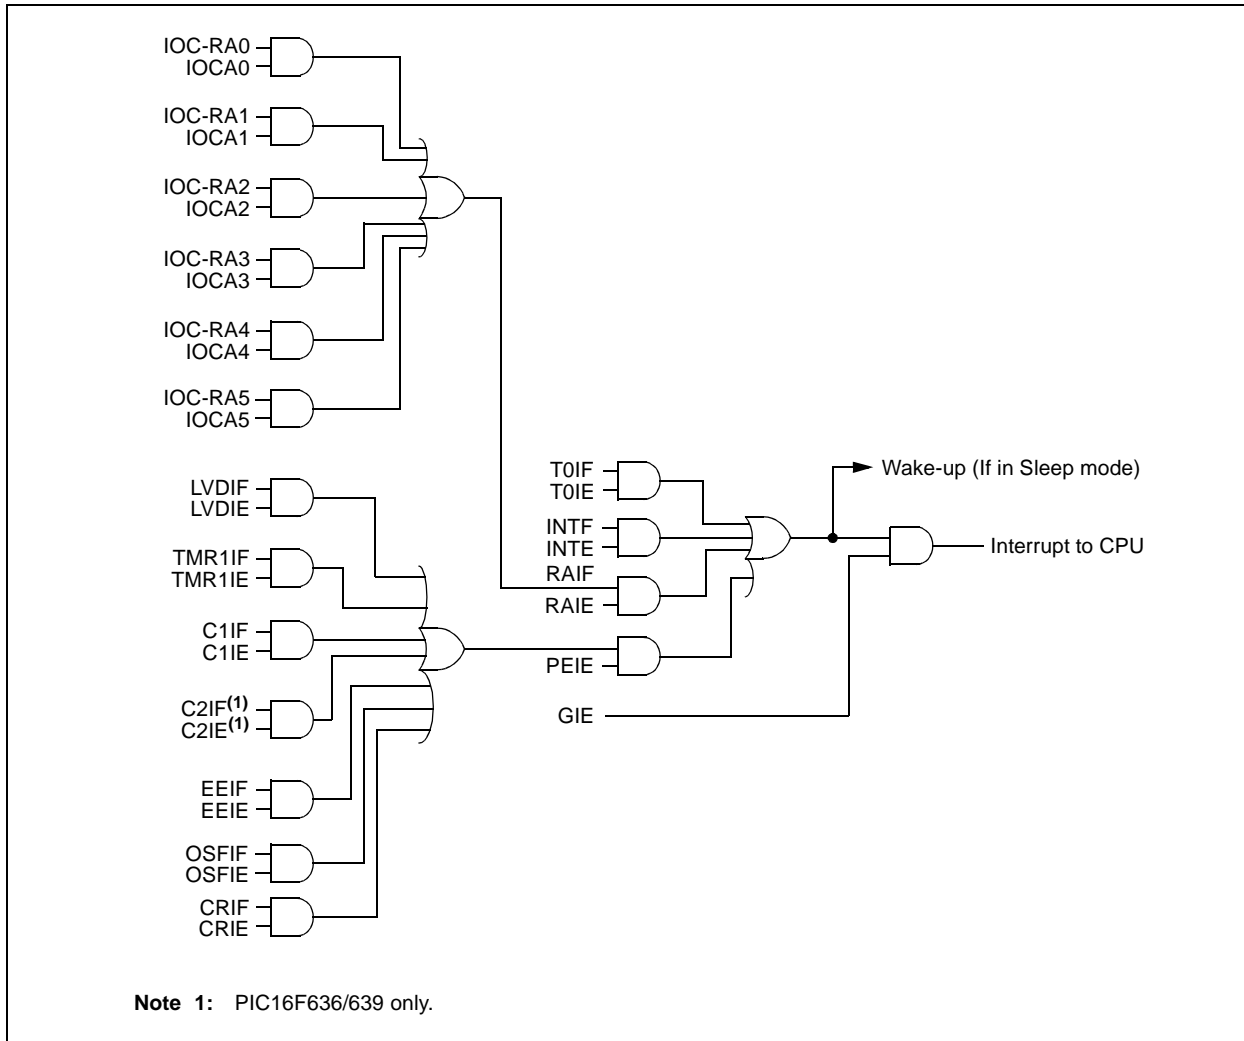 IOC-RA0
IOCA0
IOC-RA1
IOCA1
IOC-RA2
IOCA2
IOC-RA3
IOCA3
IOC-RA4
IOCA4
IOC-RA5
IOCA5
LVDIF
LVDIE
TMR1IF
TMR1IE
C1IF
C1IE
C2IF(1)
C2IE(1)
EEIF
EEIE
OSFIF
OSFIE
CRIF
CRIE
T0IF
T0IE
INTF
INTE
RAIF
RAIE
PEIE
GIE
Wake-up (If in Sleep mode)
Interrupt to CPU
Note 1: PIC16F636/639 only.